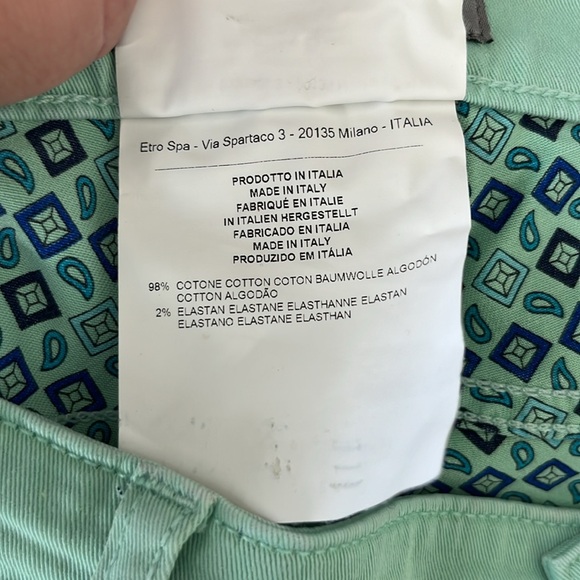 Etro Spa - Via Spartaco 3 - 20135 Milano - ITALIA
PRODOTTO IN ITALIA
MADE IN ITALY
FABRIQUÉ EN ITALIE
IN ITALIEN HERGESTELLT
FABRICADO EN ITALIA
MADE IN ITALY
PRODUZIDO EM ITÁLIA
98% COTONE COTTON COTON BAUMWOLLE ALGODÓN
COTTON ALGODÃO
2% ELASTAN ELASTANE ELASTHANNE ELASTAN
ELASTANO ELASTANE ELASTHAN